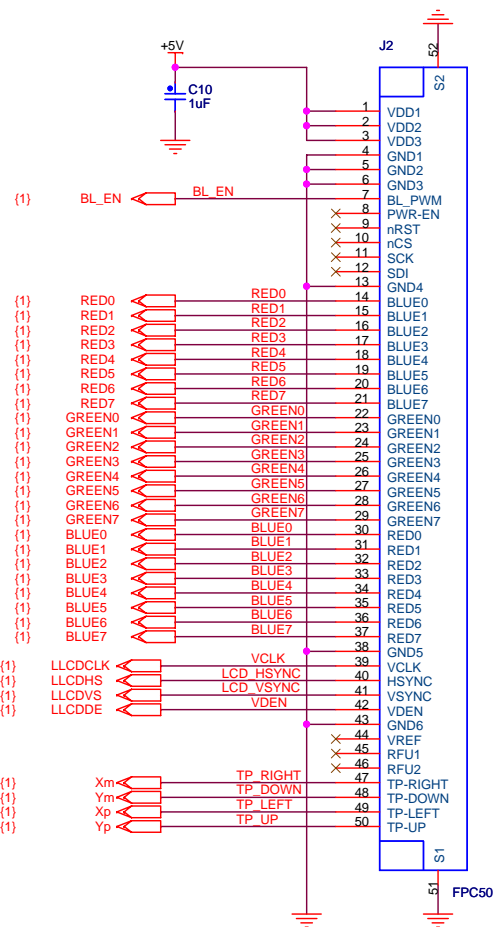 J2
52
S2
+5V
C10
1uF
1 VDD1
2 VDD2
3 VDD3
4 GND1
5 GND2
6 GND3
{1} BL_EN BL_EN 7 BL_PWM
8 PWR-EN
9 nRST
10 nCS
11 SCK
12 SDI
13 GND4
{1} RED0 RED0 14 BLUE0
{1} RED1 RED1 15 BLUE1
{1} RED2 RED2 16 BLUE2
{1} RED3 RED3 17 BLUE3
{1} RED4 RED4 18 BLUE4
{1} RED5 RED5 19 BLUE5
{1} RED6 RED6 20 BLUE6
{1} RED7 RED7 21 BLUE7
{1} GREEN0 GREEN0 22 GREEN0
{1} GREEN1 GREEN1 23 GREEN1
{1} GREEN2 GREEN2 24 GREEN2
{1} GREEN3 GREEN3 25 GREEN3
{1} GREEN4 GREEN4 26 GREEN4
{1} GREEN5 GREEN5 27 GREEN5
{1} GREEN6 GREEN6 28 GREEN6
{1} GREEN7 GREEN7 29 GREEN7
{1} BLUE0 BLUE0 30 RED0
{1} BLUE1 BLUE1 31 RED1
{1} BLUE2 BLUE2 32 RED2
{1} BLUE3 BLUE3 33 RED3
{1} BLUE4 BLUE4 34 RED4
{1} BLUE5 BLUE5 35 RED5
{1} BLUE6 BLUE6 36 RED6
{1} BLUE7 BLUE7 37 RED7
38 GND5
{1} LLCDCLK VCLK 39 VCLK
{1} LLCDHS LCD_HSYNC 40 HSYNC
{1} LLCDVS LCD_VSYNC 41 VSYNC
{1} LLCDDE VDEN 42 VDEN
43 GND6
44 VREF
45 RFU1
46 RFU2
{1} Xm TP_RIGHT 47 TP-RIGHT
{1} Ym TP_DOWN 48 TP-DOWN
{1} Xp TP_LEFT 49 TP-LEFT
{1} Yp TP_UP 50 TP-UP
S1
51
FPC50